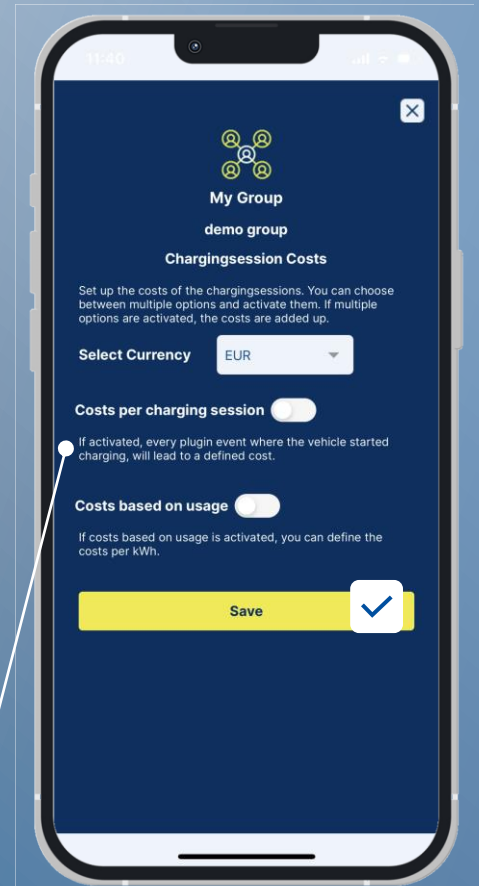 11:40
My Group
demo group
Chargingsession Costs
Set up the costs of the chargingsessions. You can choose
between multiple options and activate them. If multiple
options are activated, the costs are added up.
Select Currency EUR
Costs per charging session
If activated, every plugin event where the vehicle started
charging, will lead to a defined cost.
Costs based on usage
If costs based on usage is activated, you can define the
costs per kWh.
Save